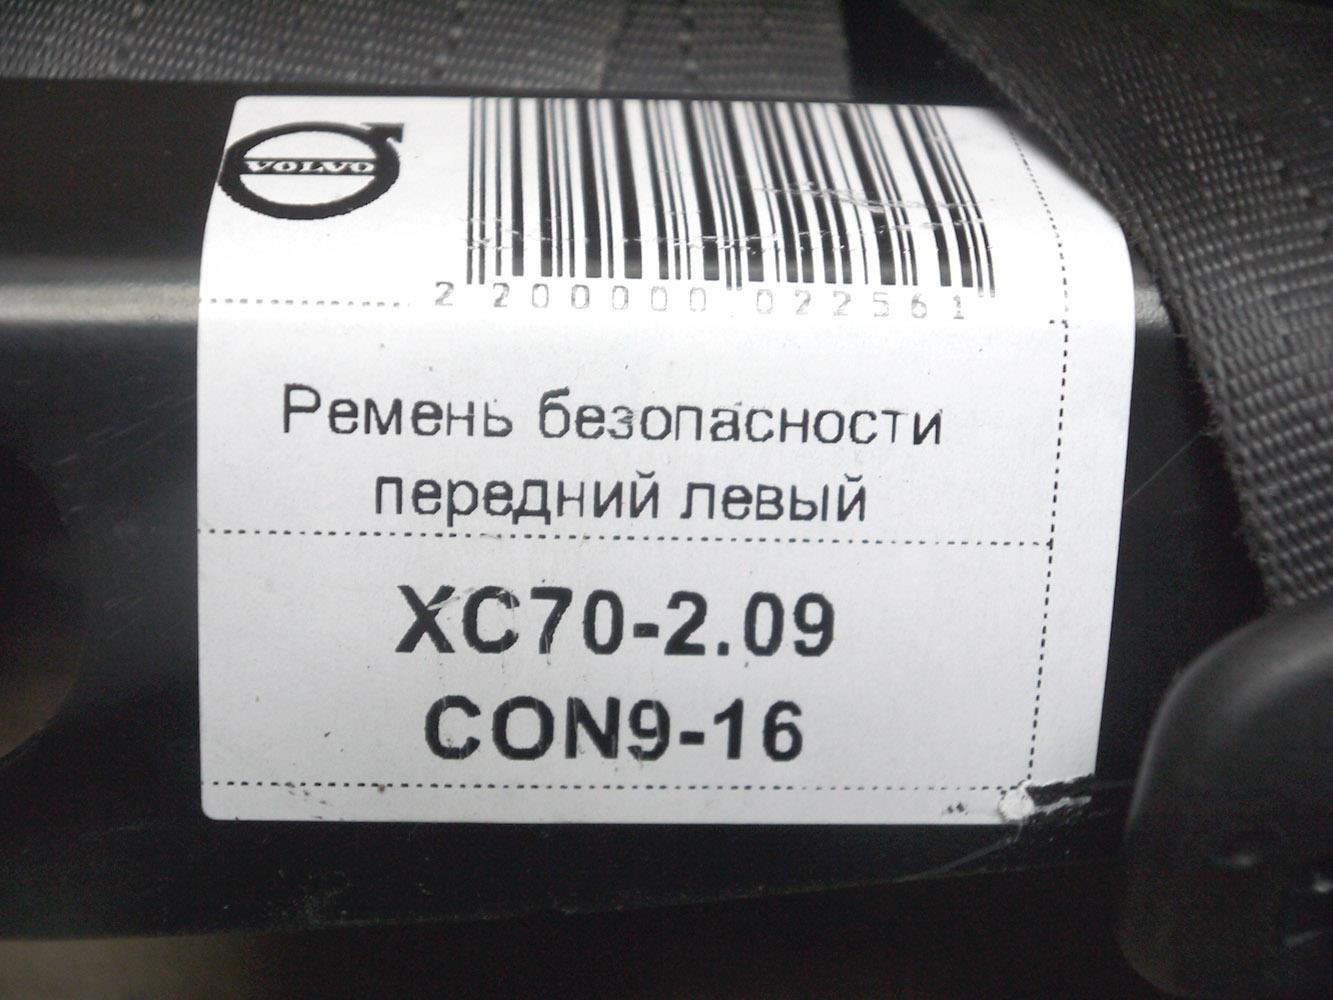 VOLVO
2 200000 022561
Ремень безопасности
передний левый
XC70-2.09
CON9-16